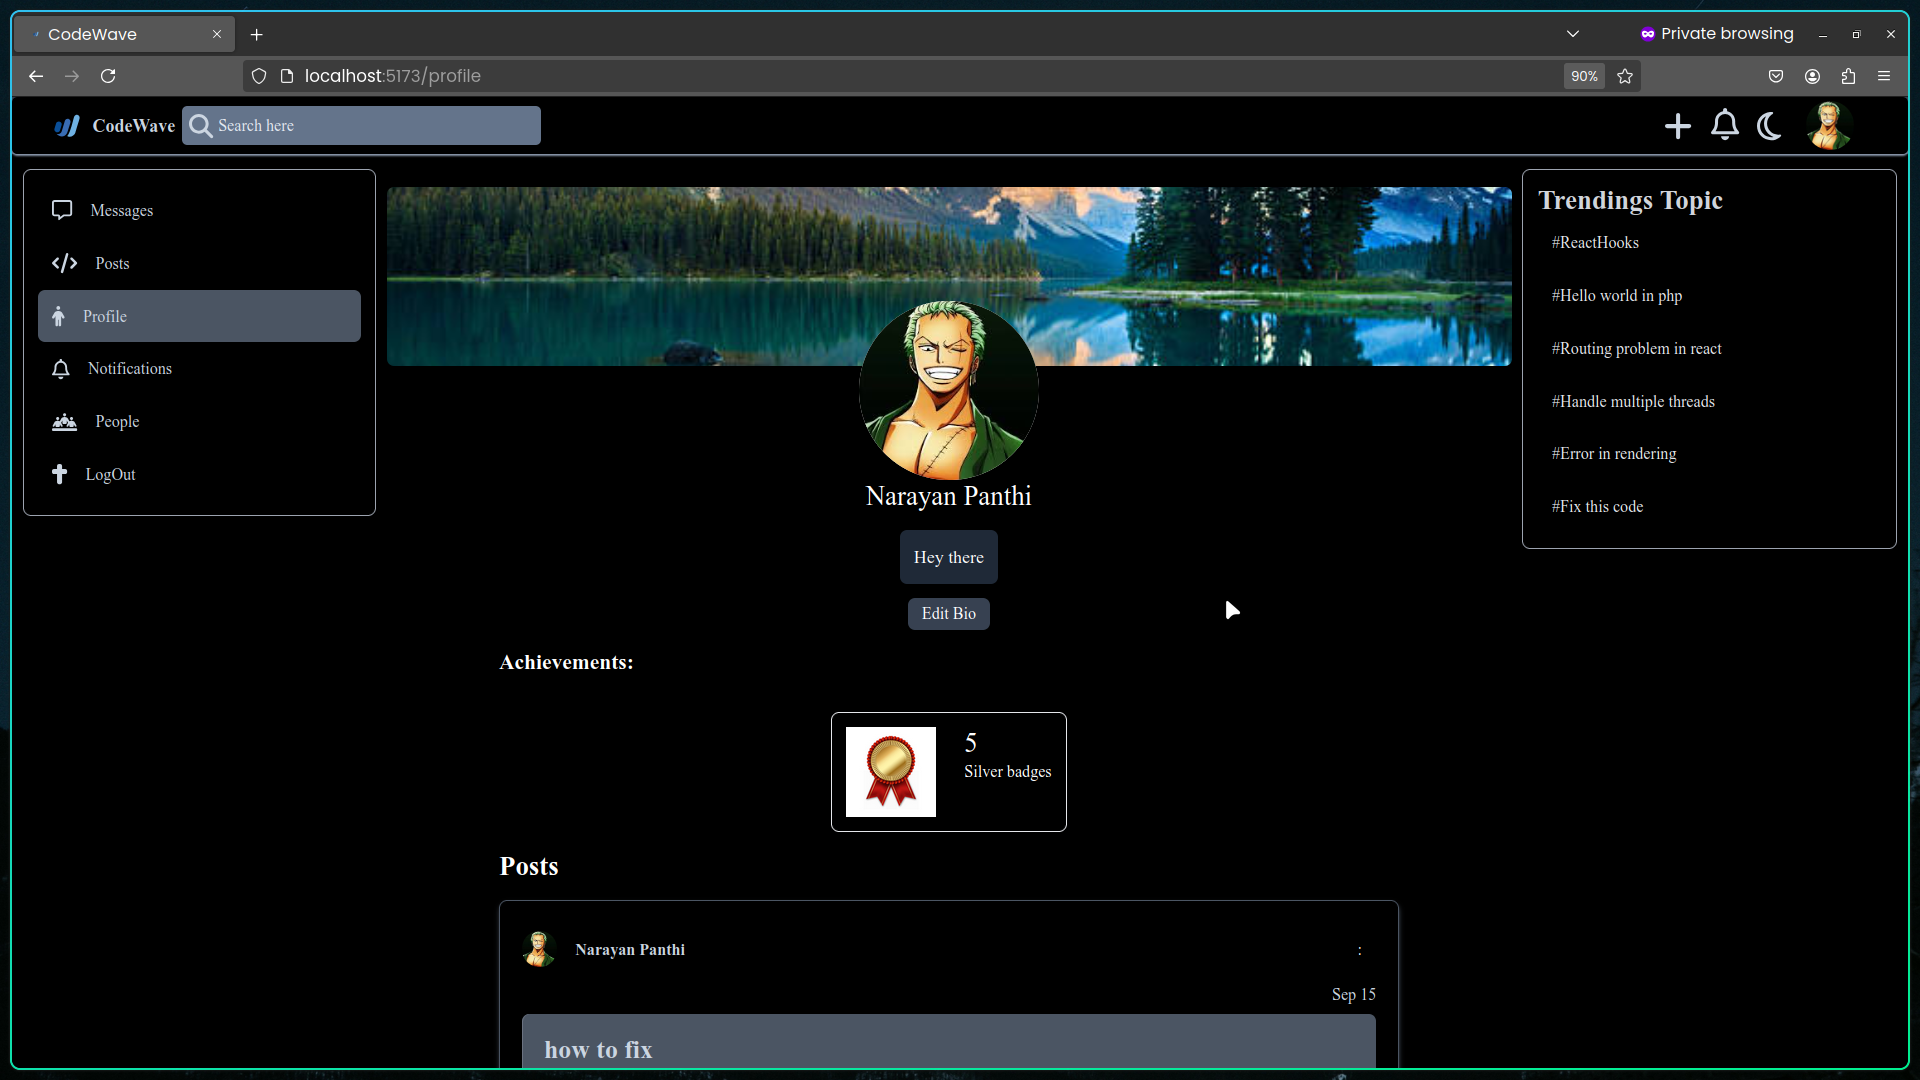 CodeWave
Private browsing
localhost:5173/profile
90%
CodeWave
Search here
Messages
Posts
Profile
Notifications
People
LogOut
Narayan Panthi
Hey there
Edit Bio
Achievements:
5
Silver badges
Posts
Narayan Panthi
:
Sep 15
how to fix
Trendings Topic
#ReactHooks
#Hello world in php
#Routing problem in react
#Handle multiple threads
#Error in rendering
#Fix this code